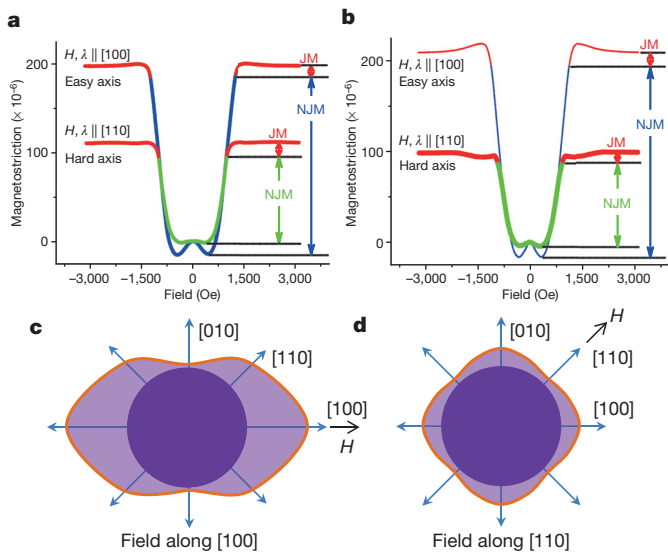 a
Magnetostriction (× 10⁻⁶)
200
100
0
H, λ ∥ [100]
Easy axis
H, λ ∥ [110]
Hard axis
JM
NJM
JM
NJM
−3,000 −1,500 0 1,500 3,000
Field (Oe)
b
Magnetostriction (× 10⁻⁶)
200
100
0
H, λ ∥ [100]
Easy axis
H, λ ∥ [110]
Hard axis
JM
NJM
JM
NJM
-3,000 -1,500 0 1,500 3,000
Field (Oe)
c
[010]
[110]
[100]
H
Field along [100]
d
[010]
H
[110]
[100]
Field along [110]